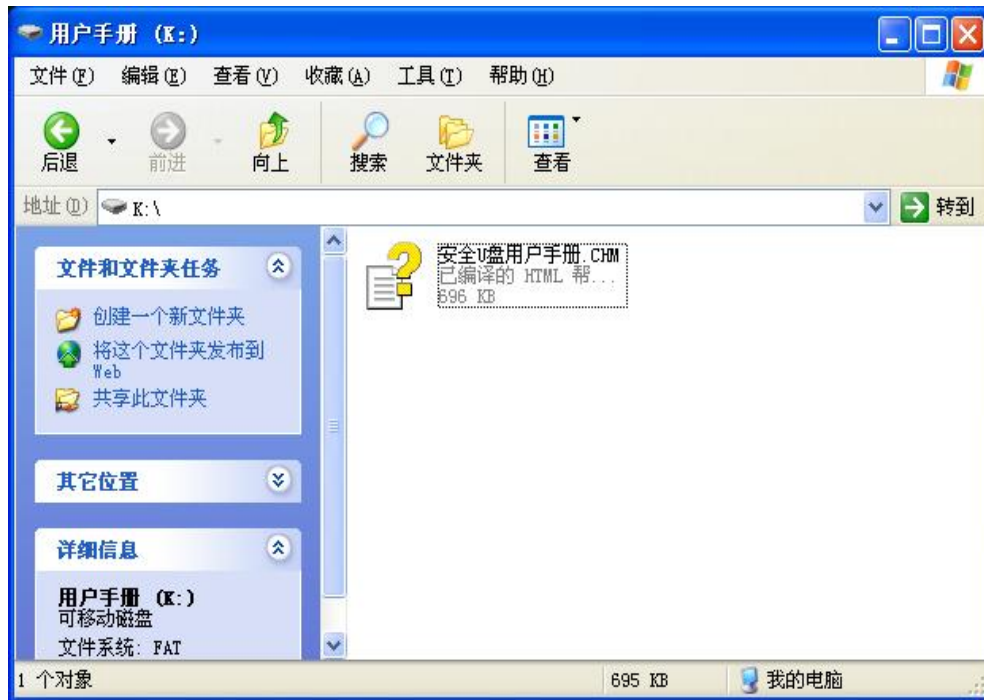 用户手册 (K:)
文件(F) 编辑(E) 查看(V) 收藏(A) 工具(T) 帮助(H)
后退 前进 向上 搜索 文件夹 查看
地址(D) K:\ 转到
文件和文件夹任务
创建一个新文件夹
将这个文件夹发布到
Web
共享此文件夹
其它位置
详细信息
用户手册 (K:)
可移动磁盘
文件系统: FAT
安全U盘用户手册.CHM
已编译的 HTML 帮...
696 KB
1 个对象 695 KB 我的电脑